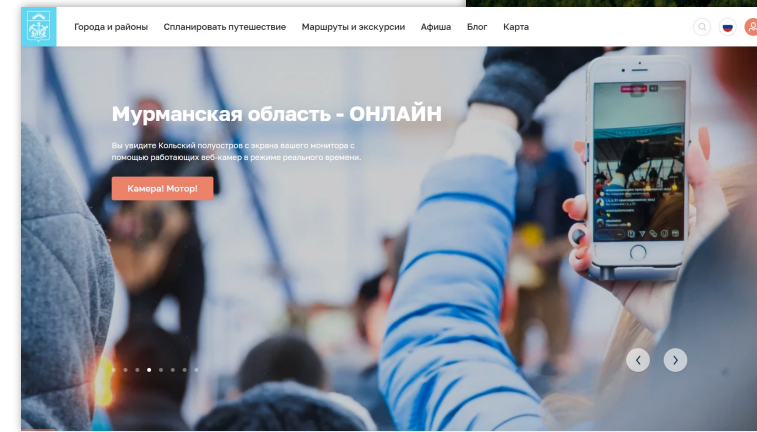 Города и районы Спланировать путешествие Маршруты и экскурсии Афиша Блог Карта
Мурманская область - ОНЛАЙН
Вы увидите Кольский полуостров с экрана вашего монитора с
помощью работающих веб-камер в режиме реального времени.
Камера! Мотор!